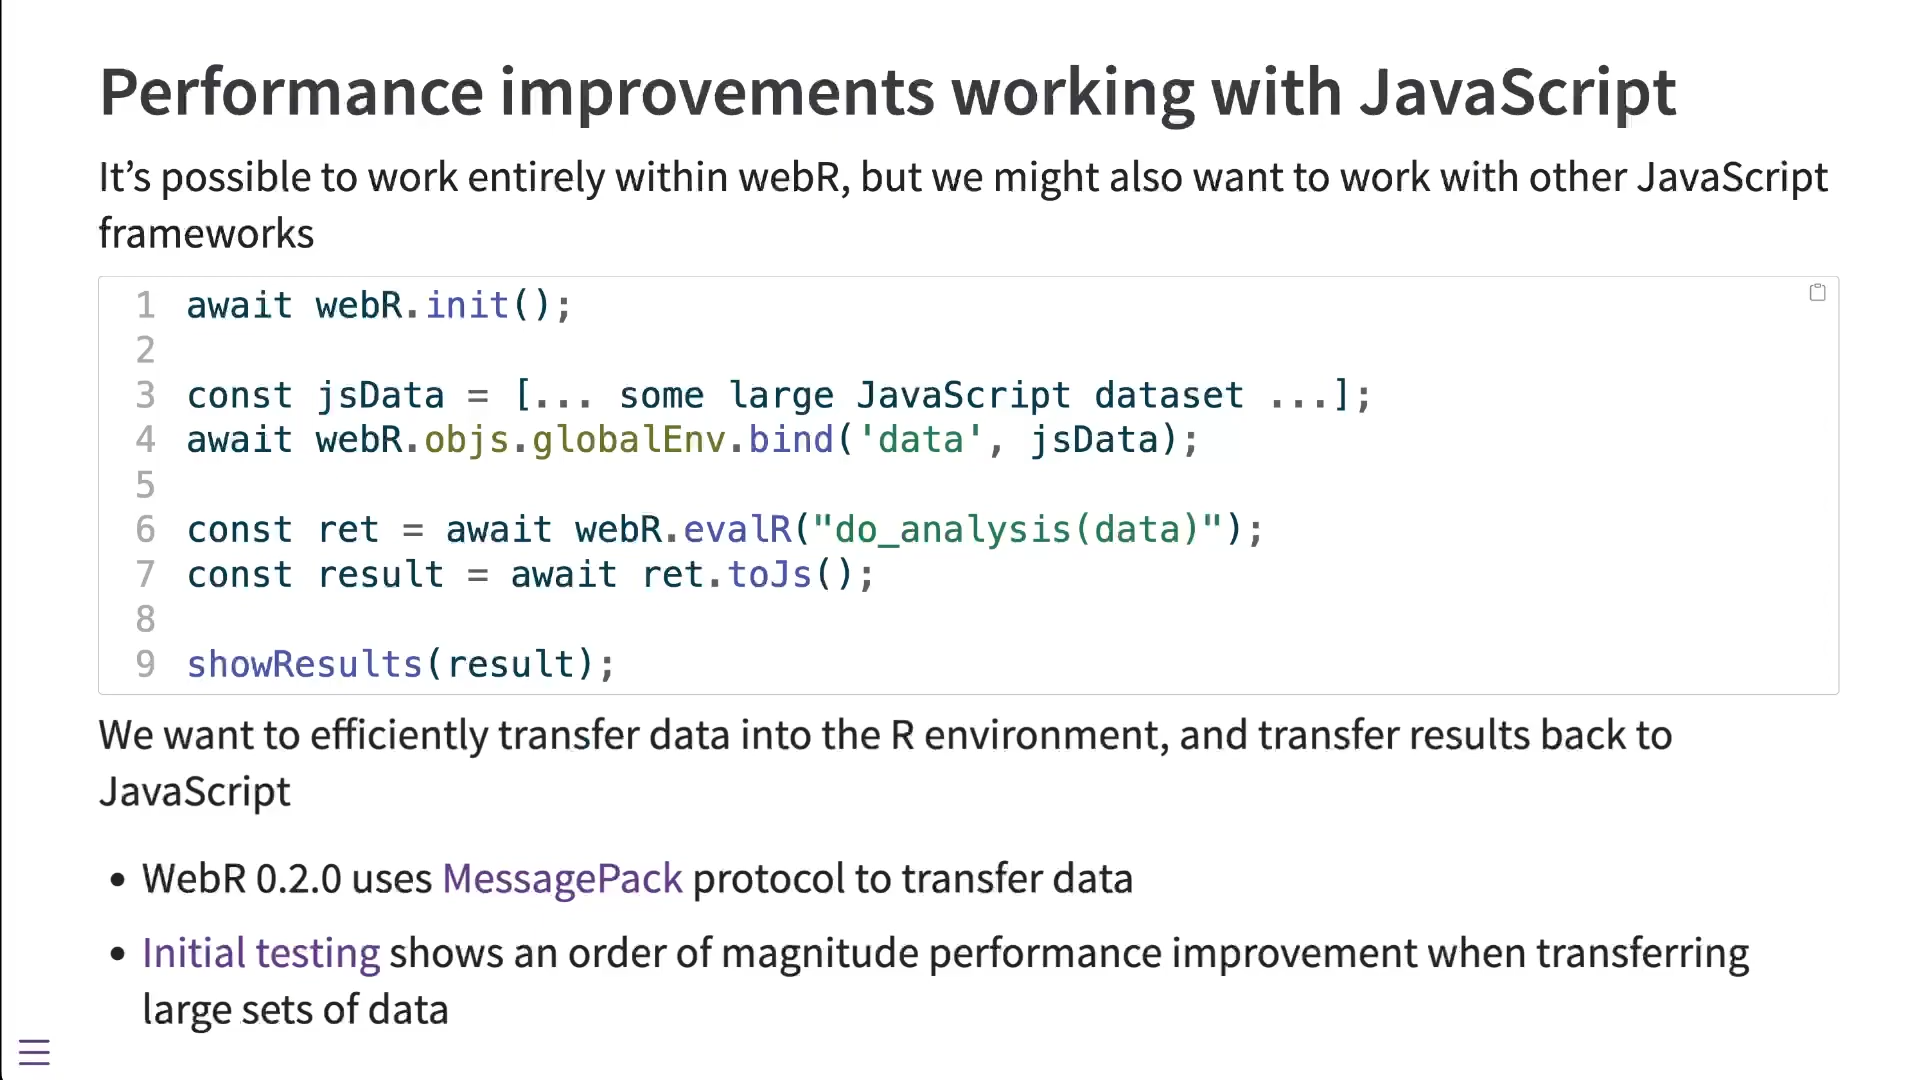 Performance improvements working with JavaScript
It’s possible to work entirely within webR, but we might also want to work with other JavaScript
frameworks
1 await webR.init();
2
3 const jsData = [... some large JavaScript dataset ...];
4 await webR.objs.globalEnv.bind('data', jsData);
5
6 const ret = await webR.evalR("do_analysis(data)");
7 const result = await ret.toJs();
8
9 showResults(result);
We want to efficiently transfer data into the R environment, and transfer results back to
JavaScript
• WebR 0.2.0 uses MessagePack protocol to transfer data
• Initial testing shows an order of magnitude performance improvement when transferring
large sets of data